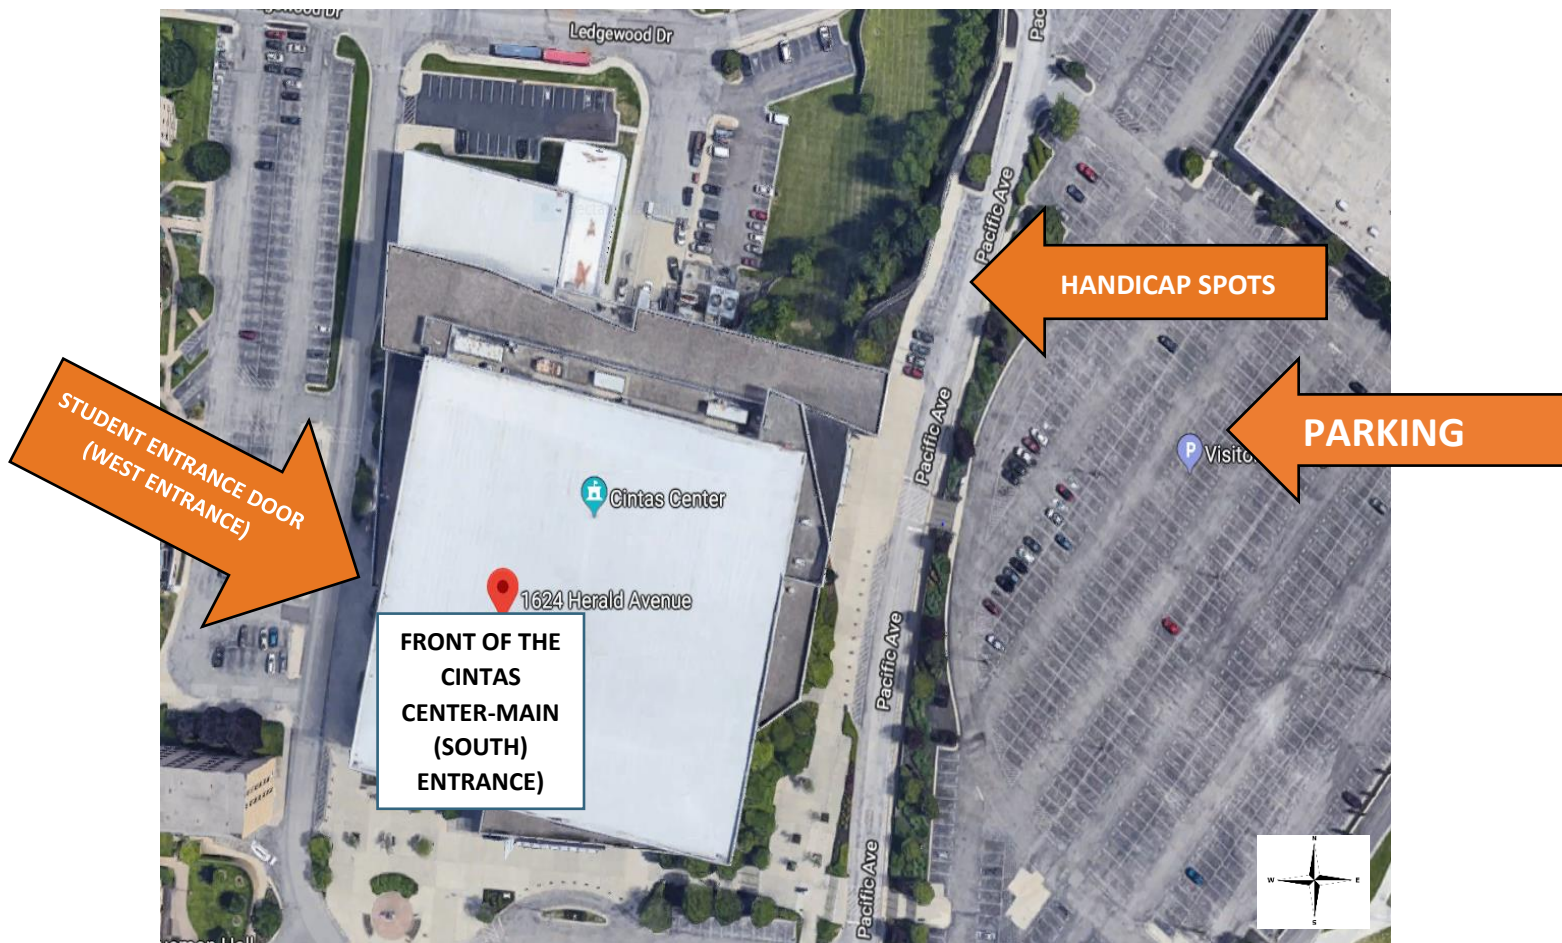 Ledgewood Dr
Pacific Ave
HANDICAP SPOTS
STUDENT ENTRANCE DOOR
(WEST ENTRANCE)
Pacific Ave
PARKING
Cintas Center
1624 Herald Avenue
FRONT OF THE
CINTAS
CENTER-MAIN
(SOUTH)
ENTRANCE)
Pacific Ave
Pacific Ave
P
N
W E
S